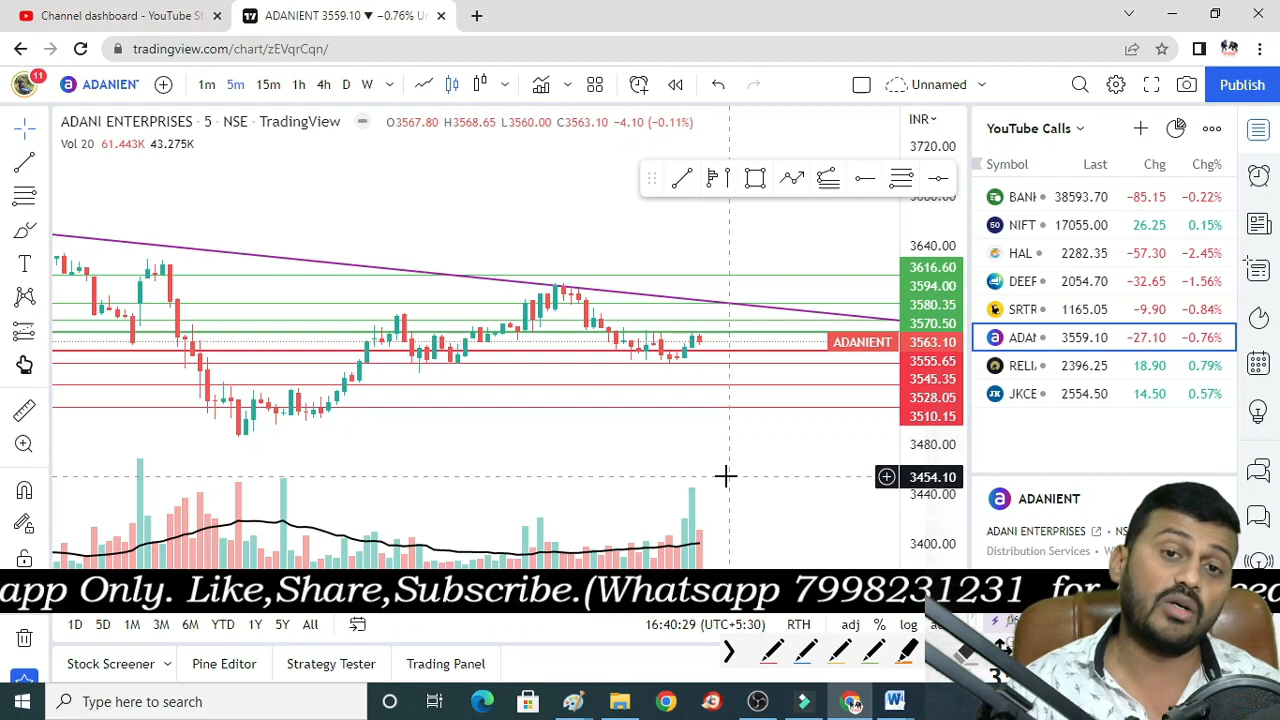 Channel dashboard - YouTube St
ADANIENT 3559.10 ▼ −0.76% Un
tradingview.com/chart/zEVqrCqn/
11
ADANIENT
1m 5m 15m 1h 4h D W
Unnamed
Publish
ADANI ENTERPRISES · 5 · NSE · TradingView
O3567.80 H3568.65 L3560.00 C3563.10 −4.10 (−0.11%)
Vol 20 61.443K 43.275K
INR
3720.00
3640.00
3616.60
3594.00
3580.35
3570.50
ADANIENT 3563.10
3555.65
3545.35
3528.05
3510.15
3480.00
3454.10
3440.00
3400.00
YouTube Calls
Symbol Last Chg Chg%
BANK 38593.70 −85.15 −0.22%
50 NIFT 17055.00 26.25 0.15%
HAL 2282.35 −57.30 −2.45%
DEEF 2054.70 −32.65 −1.56%
SRTR 1165.05 −9.90 −0.84%
a ADAN 3559.10 −27.10 −0.76%
RELI 2396.25 18.90 0.79%
JK JKCE 2554.50 14.50 0.57%
a ADANIENT
ADANI ENTERPRISES
Distribution Services
app Only. Like,Share,Subscribe.(Whatsapp 7998231231 for
1D 5D 1M 3M 6M YTD 1Y 5Y All
16:40:29 (UTC+5:30) RTH adj % log
Stock Screener Pine Editor Strategy Tester Trading Panel
Type here to search